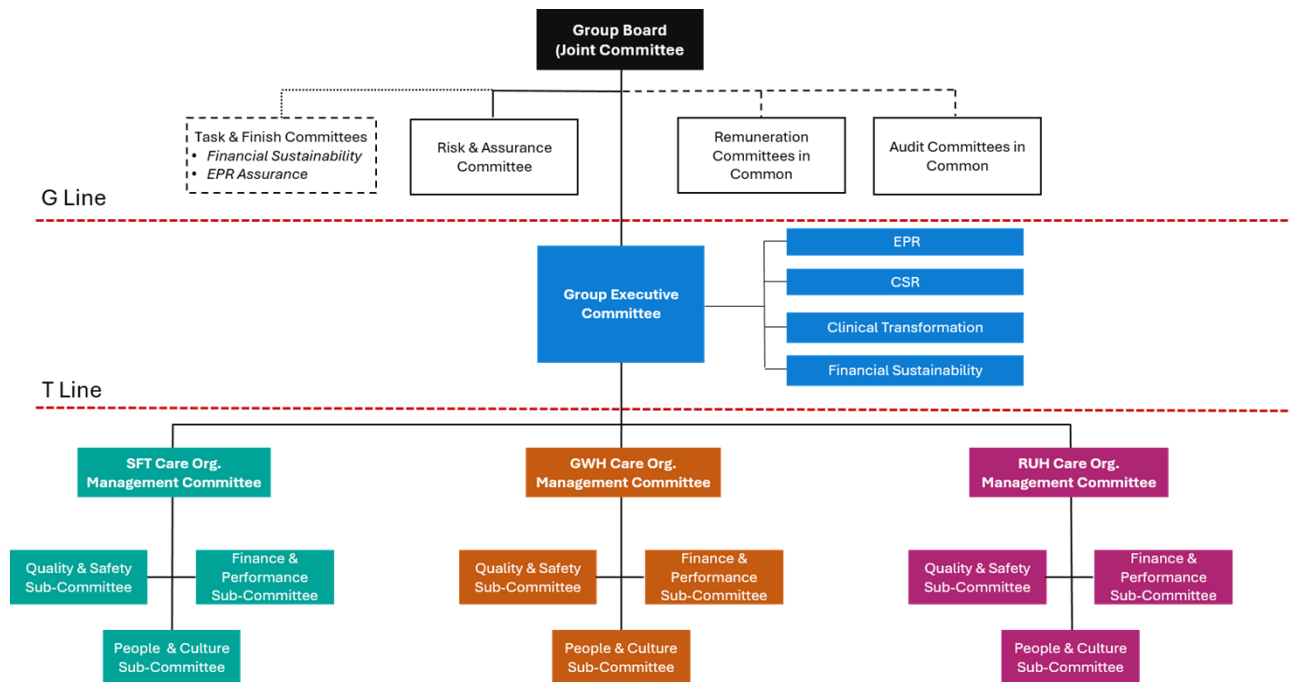 Group Board
(Joint Committee
Task & Finish Committees
• Financial Sustainability
• EPR Assurance
Risk & Assurance
Committee
Remuneration
Committees in
Common
Audit Committees in
Common
G Line
Group Executive
Committee
EPR
CSR
Clinical Transformation
Financial Sustainability
T Line
SFT Care Org.
Management Committee
GWH Care Org.
Management Committee
RUH Care Org.
Management Committee
Quality & Safety
Sub-Committee
Finance &
Performance
Sub-Committee
People & Culture
Sub-Committee
Quality & Safety
Sub-Committee
Finance &
Performance
Sub-Committee
People & Culture
Sub-Committee
Quality & Safety
Sub-Committee
Finance &
Performance
Sub-Committee
People & Culture
Sub-Committee